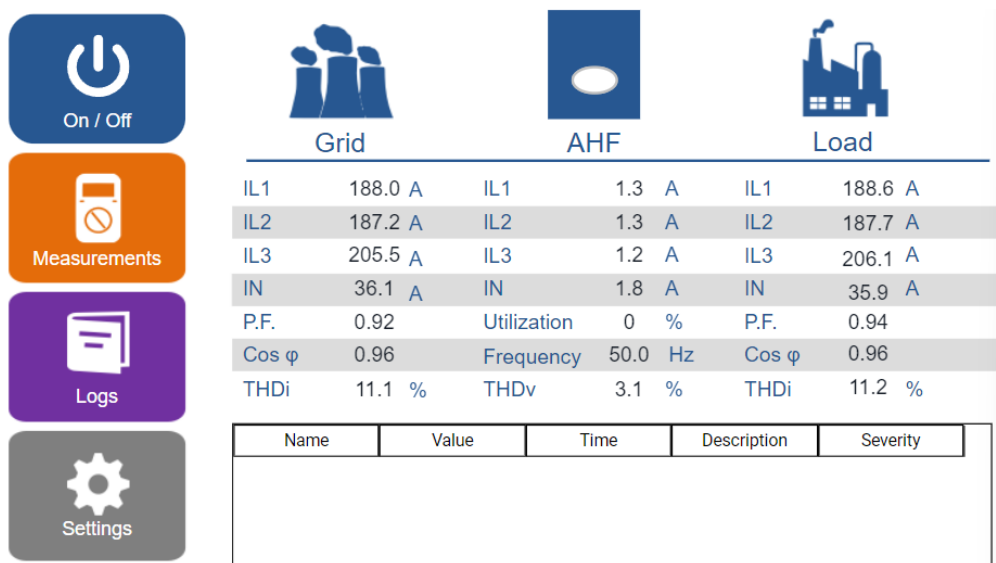 On / Off
Measurements
Logs
Settings
Grid AHF Load
IL1 188.0 A IL1 1.3 A IL1 188.6 A
IL2 187.2 A IL2 1.3 A IL2 187.7 A
IL3 205.5 A IL3 1.2 A IL3 206.1 A
IN 36.1 A IN 1.8 A IN 35.9 A
P.F. 0.92 Utilization 0 % P.F. 0.94
Cos φ 0.96 Frequency 50.0 Hz Cos φ 0.96
THDi 11.1 % THDv 3.1 % THDi 11.2 %
Name Value Time Description Severity